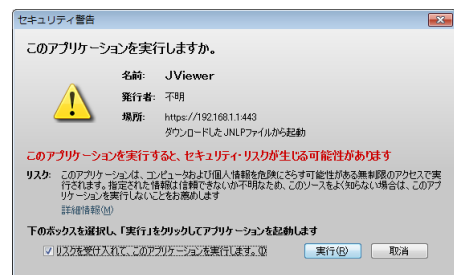 セキュリティ警告
このアプリケーションを実行しますか。
名前: JViewer
発行者: 不明
場所: https://192.168.1.1:443
ダウンロードしたJNLPファイルから起動
このアプリケーションを実行すると、セキュリティ・リスクが生じる可能性があります
リスク: このアプリケーションは、コンピュータおよび個人情報を危険にさらす可能性がある無制限のアクセスで実
行されます。指定された情報は信頼できないか不明なため、このソースをよく知らない場合は、このアプ
リケーションを実行しないことをお薦めします
詳細情報(M)
下のボックスを選択し、「実行」をクリックしてアプリケーションを起動します
リスクを受け入れて、このアプリケーションを実行します。(I)
実行(R) 取消